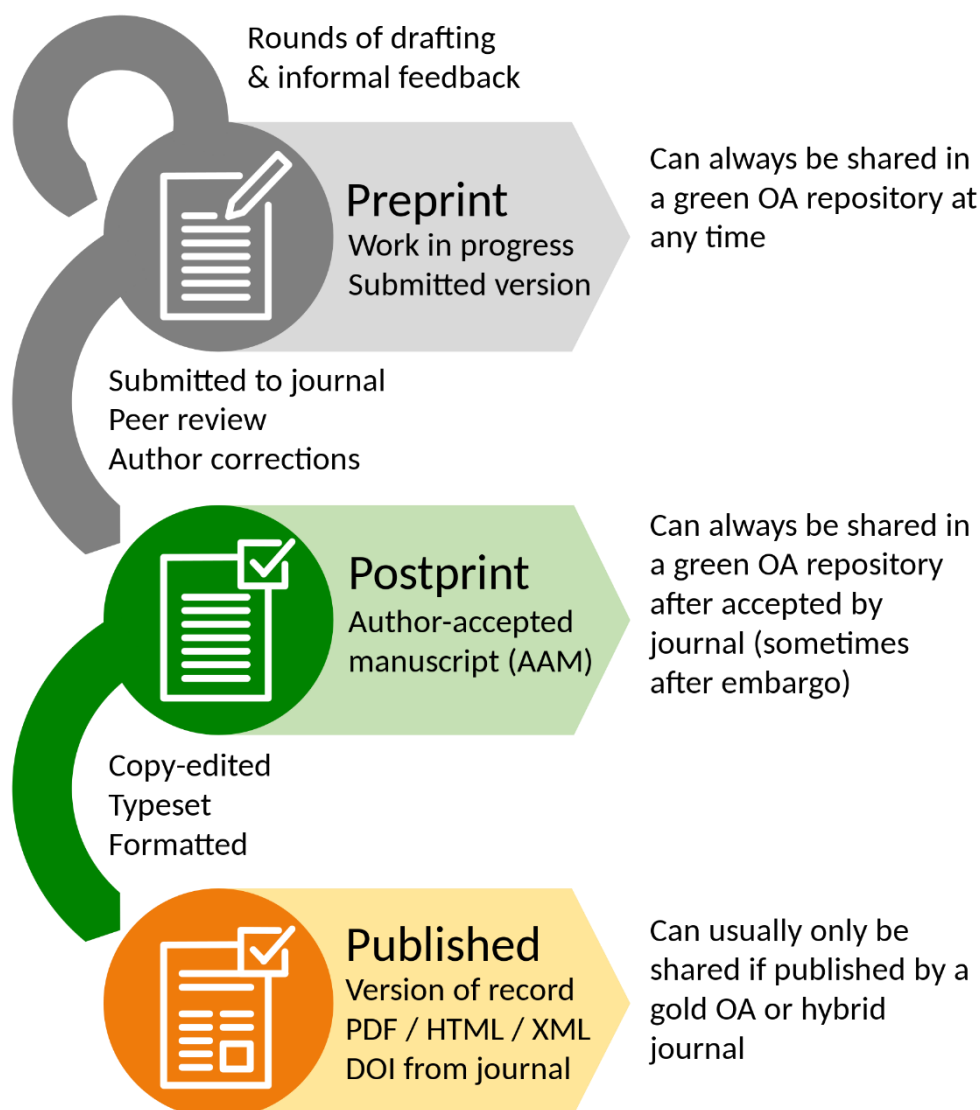 Rounds of drafting
& informal feedback
Preprint
Work in progress
Submitted version
Can always be shared in
a green OA repository at
any time
Submitted to journal
Peer review
Author corrections
Postprint
Author-accepted
manuscript (AAM)
Can always be shared in
a green OA repository
after accepted by
journal (sometimes
after embargo)
Copy-edited
Typeset
Formatted
Published
Version of record
PDF / HTML / XML
DOI from journal
Can usually only be
shared if published by a
gold OA or hybrid
journal